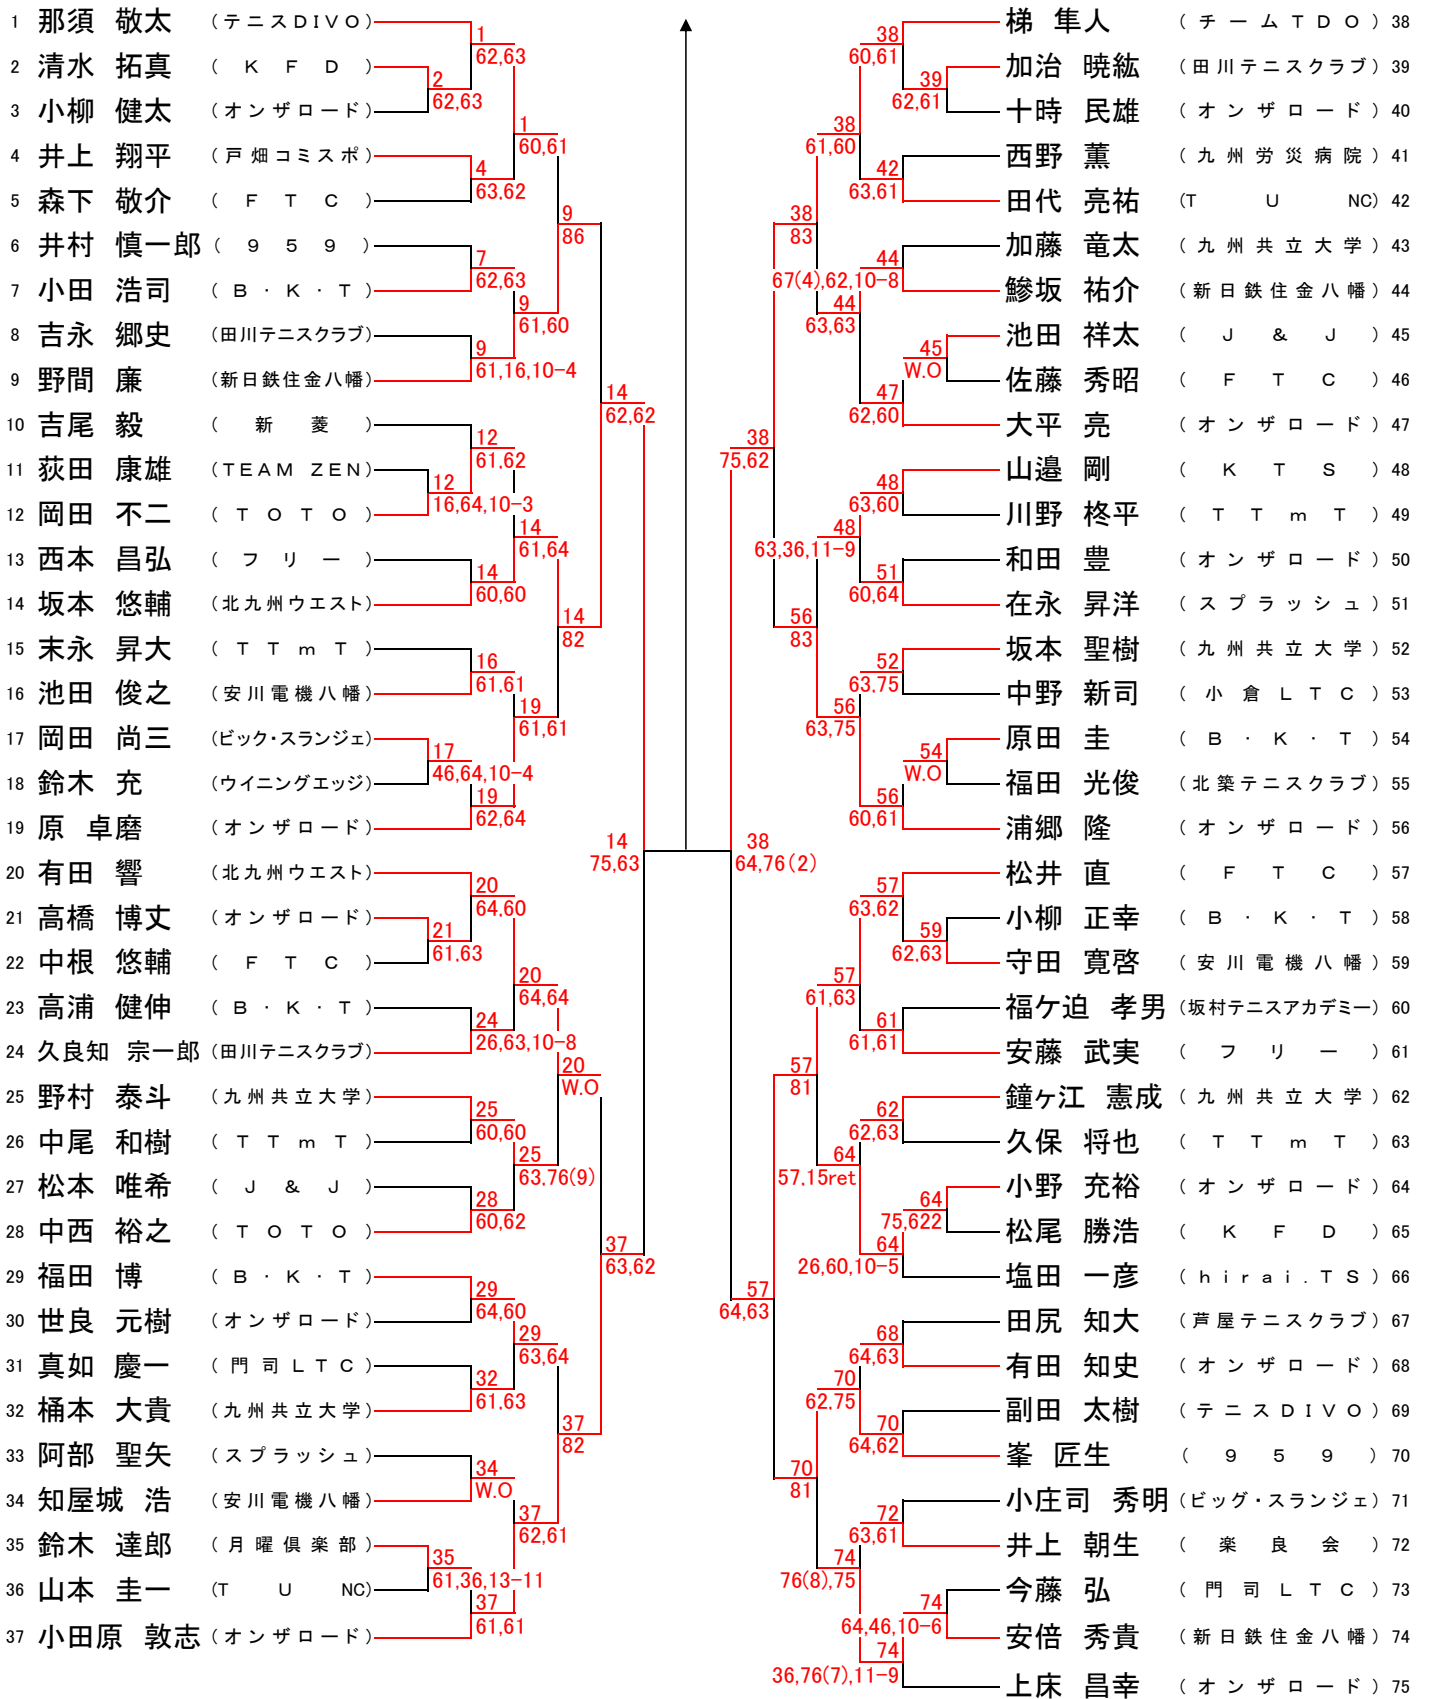 1 那須 敬太 (テニスDIVO)
2 清水 拓真 (KFD)
3 小柳 健太 (オンザロード)
4 井上 翔平 (戸畑コミスポ)
5 森下 敬介 (FTC)
6 井村 慎一郎 (959)
7 小田 浩司 (B・K・T)
8 吉永 郷史 (田川テニスクラブ)
9 野間 廉 (新日鉄住金八幡)
10 吉尾 毅 (新菱)
11 荻田 康雄 (TEAM ZEN)
12 岡田 不二 (TOTO)
13 西本 昌弘 (フリー)
14 坂本 悠輔 (北九州ウエスト)
15 末永 昇大 (TTmT)
16 池田 俊之 (安川電機八幡)
17 岡田 尚三 (ビック・スランジェ)
18 鈴木 充 (ウイニングエッジ)
19 原 卓磨 (オンザロード)
20 有田 響 (北九州ウエスト)
21 高橋 博丈 (オンザロード)
22 中根 悠輔 (FTC)
23 高浦 健伸 (B・K・T)
24 久良知 宗一郎 (田川テニスクラブ)
25 野村 泰斗 (九州共立大学)
26 中尾 和樹 (TTmT)
27 松本 唯希 (J&J)
28 中西 裕之 (TOTO)
29 福田 博 (B・K・T)
30 世良 元樹 (オンザロード)
31 真如 慶一 (門司LTC)
32 桶本 大貴 (九州共立大学)
33 阿部 聖矢 (スプラッシュ)
34 知屋城 浩 (安川電機八幡)
35 鈴木 達郎 (月曜倶楽部)
36 山本 圭一 (TUNC)
37 小田原 敦志 (オンザロード)
2
62,63
12
16,64,10-3
17
46,64,10-4
21
61,63
35
61,36,13-11
1
62,63
4
63,62
7
62,63
9
61,16,10-4
12
61,62
14
60,60
16
61,61
19
62,64
20
64,60
24
26,63,10-8
25
60,60
28
60,62
29
64,60
32
61,63
34
W.O
37
61,61
1
60,61
9
61,60
14
61,64
19
61,61
20
64,64
25
63,76(9)
29
63,64
37
62,61
9
86
14
82
20
W.O
37
82
14
62,62
37
63,62
14
75,63
38
64,76(2)
38
75,62
57
64,63
38
83
56
83
57
81
70
81
38
61,60
44
63,63
48
63,36,11-9
56
63,75
57
61,63
64
57,15ret
70
62,75
74
76(8),75
38
60,61
42
63,61
44
67(4),62,10-8
47
62,60
48
63,60
51
60,64
52
63,75
56
60,61
57
63,62
61
61,61
62
62,63
64
26,60,10-5
68
64,63
70
64,62
72
63,61
74
36,76(7),11-9
39
62,61
45
W.O
54
W.O
59
62,63
64
75,622
74
64,46,10-6
梯 隼人 (チームTDO) 38
加治 暁紘 (田川テニスクラブ) 39
十時 民雄 (オンザロード) 40
西野 薫 (九州労災病院) 41
田代 亮祐 (TUNC) 42
加藤 竜太 (九州共立大学) 43
鯵坂 祐介 (新日鉄住金八幡) 44
池田 祥太 (J&J) 45
佐藤 秀昭 (FTC) 46
大平 亮 (オンザロード) 47
山邉 剛 (KTS) 48
川野 柊平 (TTmT) 49
和田 豊 (オンザロード) 50
在永 昇洋 (スプラッシュ) 51
坂本 聖樹 (九州共立大学) 52
中野 新司 (小倉LTC) 53
原田 圭 (B・K・T) 54
福田 光俊 (北築テニスクラブ) 55
浦郷 隆 (オンザロード) 56
松井 直 (FTC) 57
小柳 正幸 (B・K・T) 58
守田 寛啓 (安川電機八幡) 59
福ケ迫 孝男 (坂村テニスアカデミー) 60
安藤 武実 (フリー) 61
鐘ヶ江 憲成 (九州共立大学) 62
久保 将也 (TTmT) 63
小野 充裕 (オンザロード) 64
松尾 勝浩 (KFD) 65
塩田 一彦 (hirai.TS) 66
田尻 知大 (芦屋テニスクラブ) 67
有田 知史 (オンザロード) 68
副田 太樹 (テニスDIVO) 69
峯 匠生 (959) 70
小庄司 秀明 (ビッグ・スランジェ) 71
井上 朝生 (楽良会) 72
今藤 弘 (門司LTC) 73
安倍 秀貴 (新日鉄住金八幡) 74
上床 昌幸 (オンザロード) 75